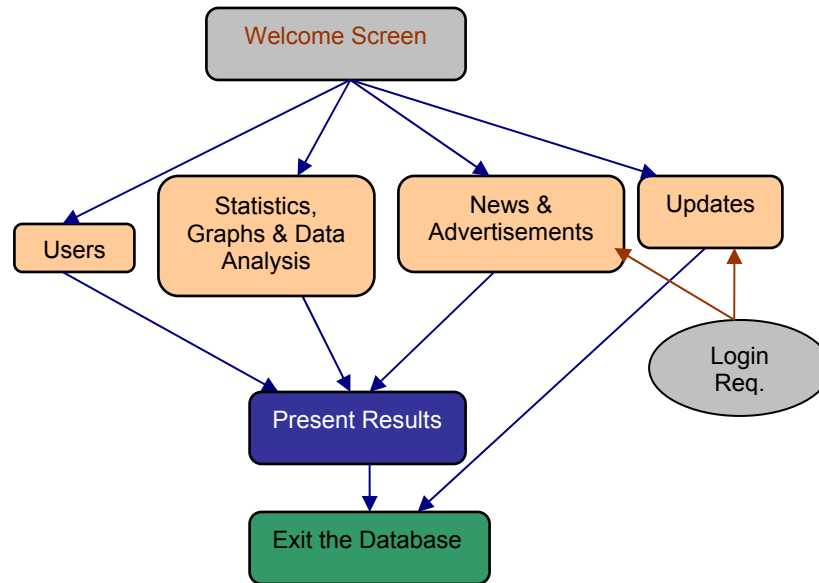 Welcome Screen
Users
Statistics,
Graphs & Data
Analysis
News &
Advertisements
Updates
Login
Req.
Present Results
Exit the Database